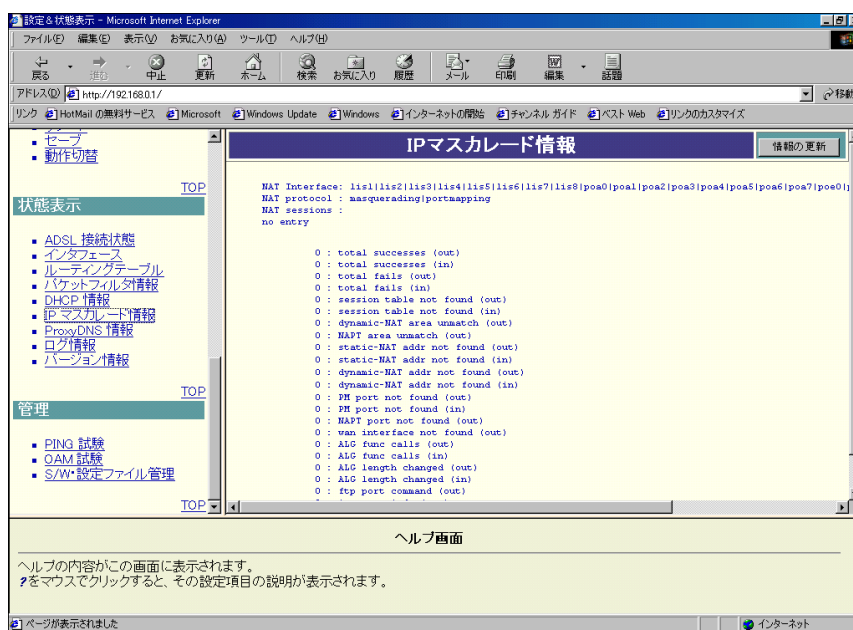 設定&状態表示 - Microsoft Internet Explorer
ファイル(F) 編集(E) 表示(V) お気に入り(A) ツール(T) ヘルプ(H)
戻る 進む 中止 更新 ホーム 検索 お気に入り 履歴 メール 印刷 編集 話題
アドレス(D) http://192.168.0.1/ 移動
リンク HotMail の無料サービス Microsoft Windows Update Windows インターネットの開始 チャンネル ガイド ベスト Web リンクのカスタマイズ
セーブ
動作切替
TOP
状態表示
ADSL 接続状態
インタフェース
ルーティングテーブル
パケットフィルタ情報
DHCP 情報
IP マスカレード情報
ProxyDNS 情報
ログ情報
バージョン情報
TOP
管理
PING 試験
OAM 試験
S/W・設定ファイル管理
TOP
IPマスカレード情報
情報の更新
NAT Interface: lis1|lis2|lis3|lis4|lis5|lis6|lis7|lis8|poa0|poa1|poa2|poa3|poa4|poa5|poa6|poa7|poe0|
NAT protocol : masquerading|portmapping
NAT sessions :
no entry
0 : total successes (out)
0 : total successes (in)
0 : total fails (out)
0 : total fails (in)
0 : session table not found (out)
0 : session table not found (in)
0 : dynamic-NAT area unmatch (out)
0 : NAPT area unmatch (out)
0 : static-NAT addr not found (out)
0 : static-NAT addr not found (in)
0 : dynamic-NAT addr not found (out)
0 : dynamic-NAT addr not found (in)
0 : PM port not found (out)
0 : PM port not found (in)
0 : NAPT port not found (out)
0 : wan interface not found (out)
0 : ALG func calls (out)
0 : ALG func calls (in)
0 : ALG length changed (out)
0 : ALG length changed (in)
0 : ftp port command (out)
ヘルプ画面
ヘルプの内容がこの画面に表示されます。
?をマウスでクリックすると、その設定項目の説明が表示されます。
ページが表示されました
インターネット